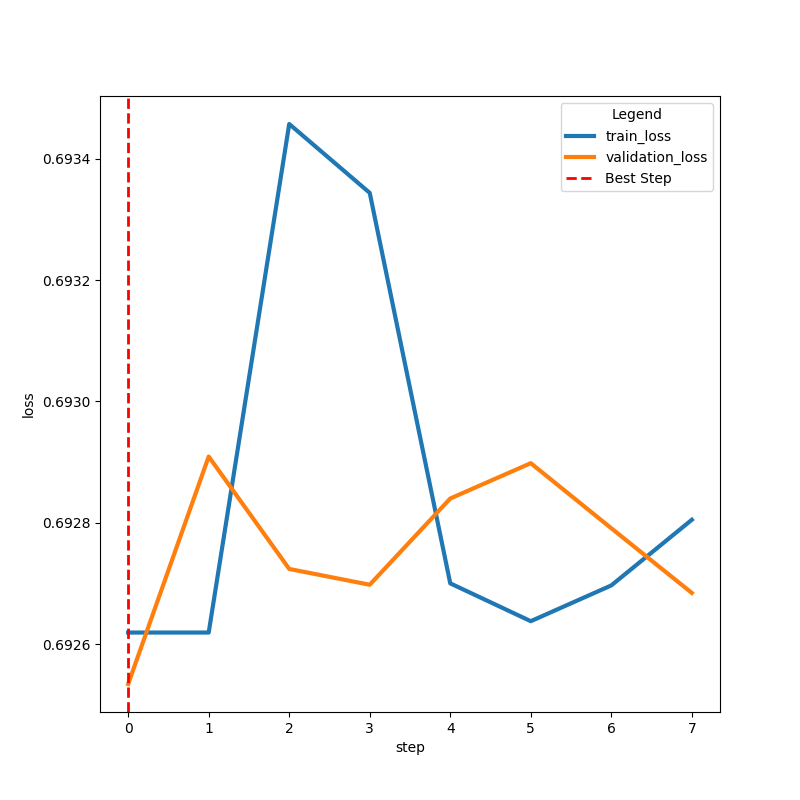 Legend
train_loss
validation_loss
Best Step
0.6934
0.6932
0.6930
0.6928
0.6926
loss
0 1 2 3 4 5 6 7
step